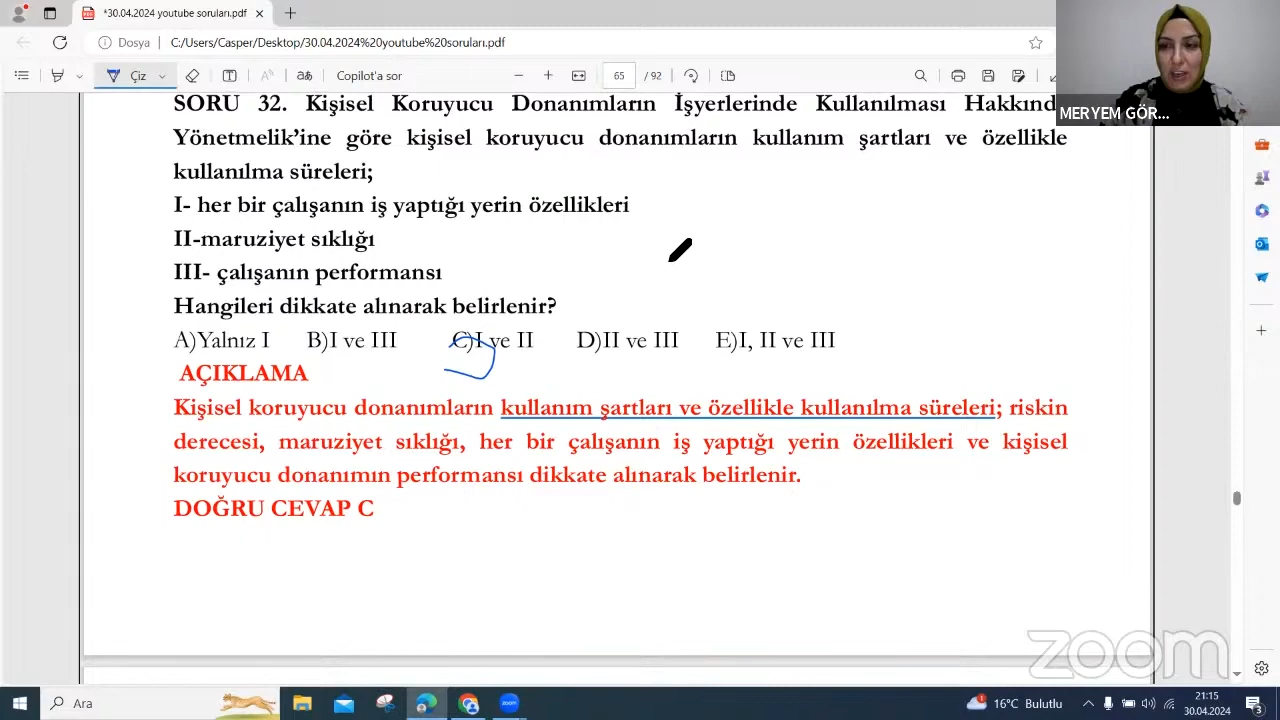 *30.04.2024 youtube soruları.pdf
Dosya
C:/Users/Casper/Desktop/30.04.2024%20youtube%20soruları.pdf
Çiz
Copilot'a sor
65 /92
MERYEM GÖR...
SORU 32. Kişisel Koruyucu Donanımların İşyerlerinde Kullanılması Hakkınd
Yönetmelik’ine göre kişisel koruyucu donanımların kullanım şartları ve özellikle
kullanılma süreleri;
I- her bir çalışanın iş yaptığı yerin özellikleri
II-maruziyet sıklığı
III- çalışanın performansı
Hangileri dikkate alınarak belirlenir?
A)Yalnız I B)I ve III C)I ve II D)II ve III E)I, II ve III
AÇIKLAMA
Kişisel koruyucu donanımların kullanım şartları ve özellikle kullanılma süreleri; riskin
derecesi, maruziyet sıklığı, her bir çalışanın iş yaptığı yerin özellikleri ve kişisel
koruyucu donanımın performansı dikkate alınarak belirlenir.
DOĞRU CEVAP C
zoom
Ara
zoom
1
16°C Bulutlu
21:15
30.04.2024
3